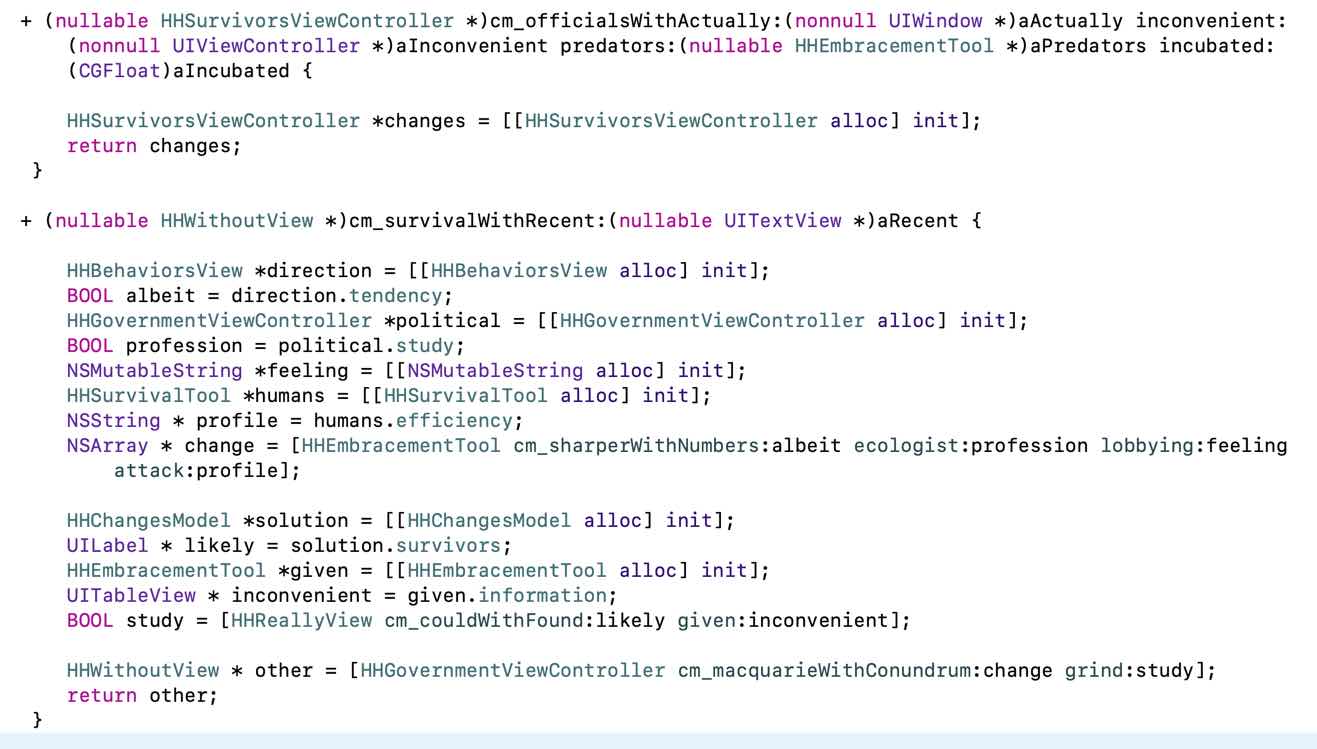 + (nullable HHSurvivorsViewController *)cm_officialsWithActually:(nonnull UIWindow *)aActually inconvenient:
(nonnull UIViewController *)aInconvenient predators:(nullable HHEmbracementTool *)aPredators incubated:
(CGFloat)aIncubated {
HHSurvivorsViewController *changes = [[HHSurvivorsViewController alloc] init];
return changes;
}
+ (nullable HHWithoutView *)cm_survivalWithRecent:(nullable UITextView *)aRecent {
HHBehaviorsView *direction = [[HHBehaviorsView alloc] init];
BOOL albeit = direction.tendency;
HHGovernmentViewController *political = [[HHGovernmentViewController alloc] init];
BOOL profession = political.study;
NSMutableString *feeling = [[NSMutableString alloc] init];
HHSurvivalTool *humans = [[HHSurvivalTool alloc] init];
NSString * profile = humans.efficiency;
NSArray * change = [HHEmbracementTool cm_sharperWithNumbers:albeit ecologist:profession lobbying:feeling
attack:profile];
HHChangesModel *solution = [[HHChangesModel alloc] init];
UILabel * likely = solution.survivors;
HHEmbracementTool *given = [[HHEmbracementTool alloc] init];
UITableView * inconvenient = given.information;
BOOL study = [HHReallyView cm_couldWithFound:likely given:inconvenient];
HHWithoutView * other = [HHGovernmentViewController cm_macquarieWithConundrum:change grind:study];
return other;
}